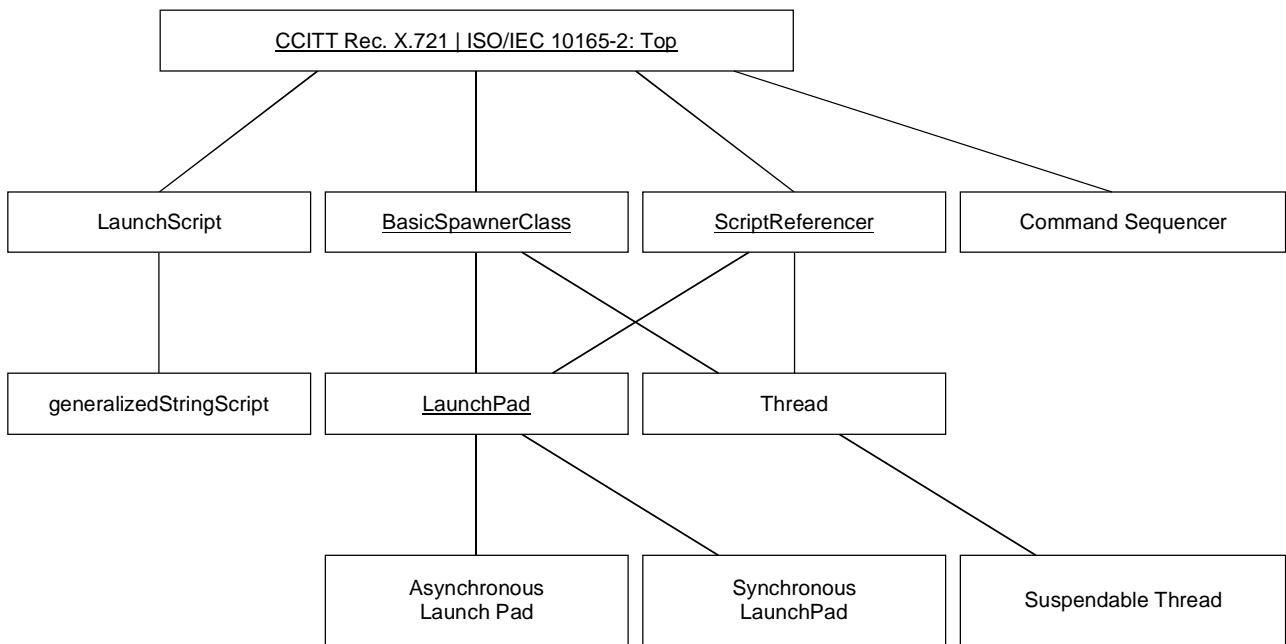 CCITT Rec. X.721 | ISO/IEC 10165-2: Top
LaunchScript
BasicSpawnerClass
ScriptReferencer
Command Sequencer
generalizedStringScript
LaunchPad
Thread
Asynchronous
Launch Pad
Synchronous
LaunchPad
Suspendable Thread